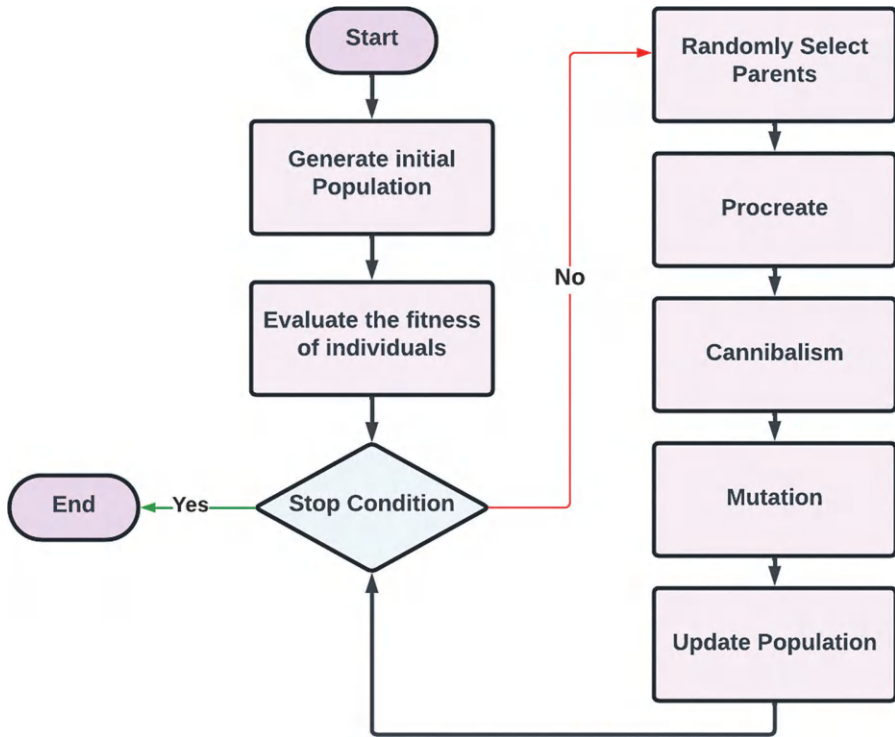 Start
Generate initial
Population
Evaluate the fitness
of individuals
Stop Condition
Yes
End
No
Randomly Select
Parents
Procreate
Cannibalism
Mutation
Update Population